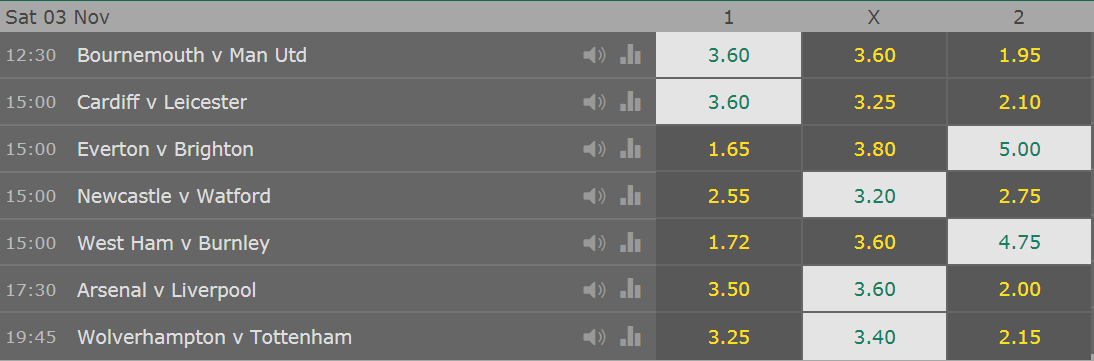 Sat 03 Nov 1 X 2
12:30 Bournemouth v Man Utd 3.60 3.60 1.95
15:00 Cardiff v Leicester 3.60 3.25 2.10
15:00 Everton v Brighton 1.65 3.80 5.00
15:00 Newcastle v Watford 2.55 3.20 2.75
15:00 West Ham v Burnley 1.72 3.60 4.75
17:30 Arsenal v Liverpool 3.50 3.60 2.00
19:45 Wolverhampton v Tottenham 3.25 3.40 2.15